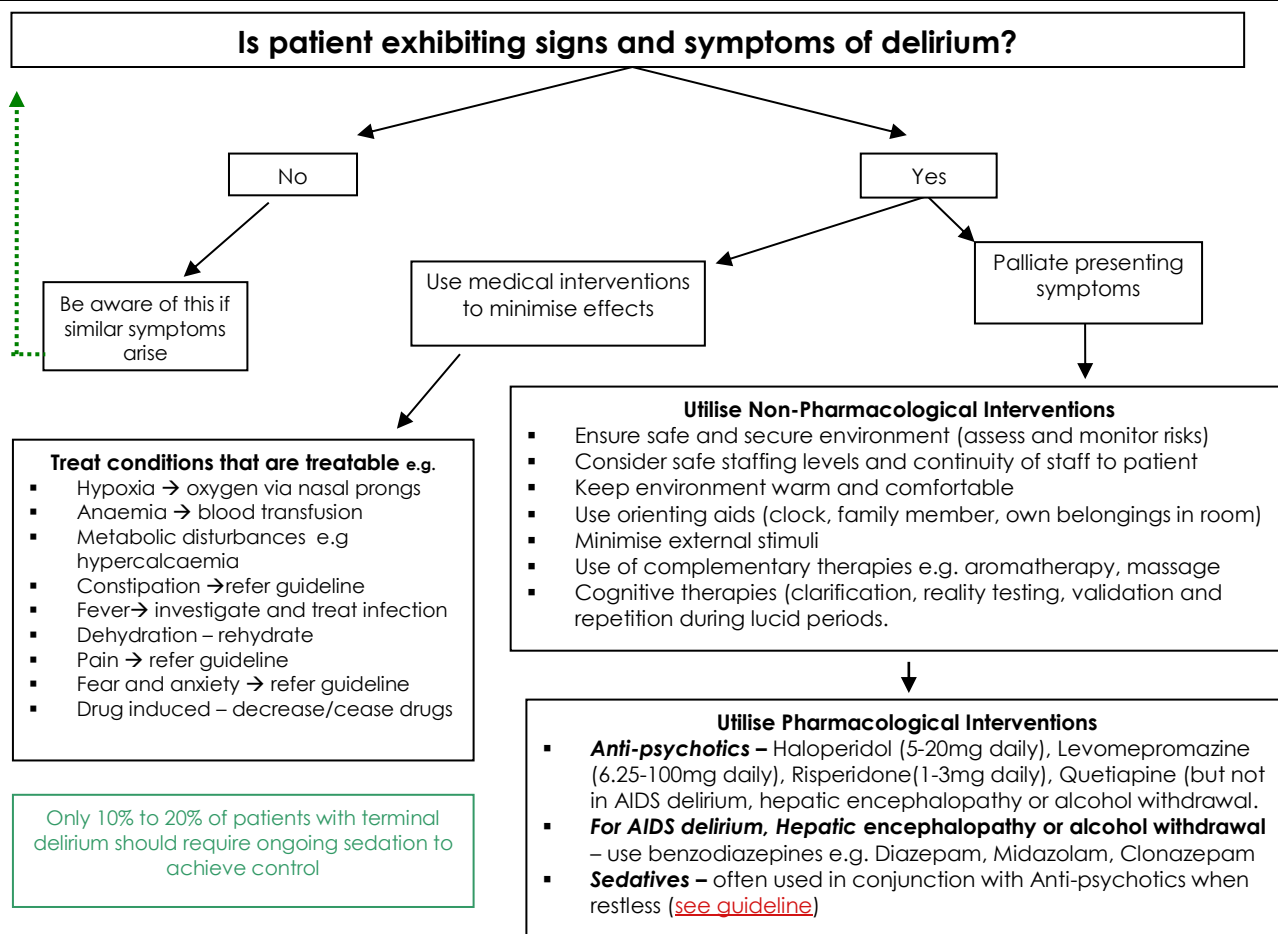 Is patient exhibiting signs and symptoms of delirium?
No
Yes
Be aware of this if
similar symptoms
arise
Use medical interventions
to minimise effects
Palliate presenting
symptoms
Treat conditions that are treatable e.g.
▪ Hypoxia → oxygen via nasal prongs
▪ Anaemia → blood transfusion
▪ Metabolic disturbances e.g
hypercalcaemia
▪ Constipation →refer guideline
▪ Fever→ investigate and treat infection
▪ Dehydration – rehydrate
▪ Pain → refer guideline
▪ Fear and anxiety → refer guideline
▪ Drug induced – decrease/cease drugs
Only 10% to 20% of patients with terminal
delirium should require ongoing sedation to
achieve control
Utilise Non-Pharmacological Interventions
▪ Ensure safe and secure environment (assess and monitor risks)
▪ Consider safe staffing levels and continuity of staff to patient
▪ Keep environment warm and comfortable
▪ Use orienting aids (clock, family member, own belongings in room)
▪ Minimise external stimuli
▪ Use of complementary therapies e.g. aromatherapy, massage
▪ Cognitive therapies (clarification, reality testing, validation and
repetition during lucid periods.
Utilise Pharmacological Interventions
▪ Anti-psychotics – Haloperidol (5-20mg daily), Levomepromazine
(6.25-100mg daily), Risperidone(1-3mg daily), Quetiapine (but not
in AIDS delirium, hepatic encephalopathy or alcohol withdrawal.
▪ For AIDS delirium, Hepatic encephalopathy or alcohol withdrawal
– use benzodiazepines e.g. Diazepam, Midazolam, Clonazepam
▪ Sedatives – often used in conjunction with Anti-psychotics when
restless (see guideline)